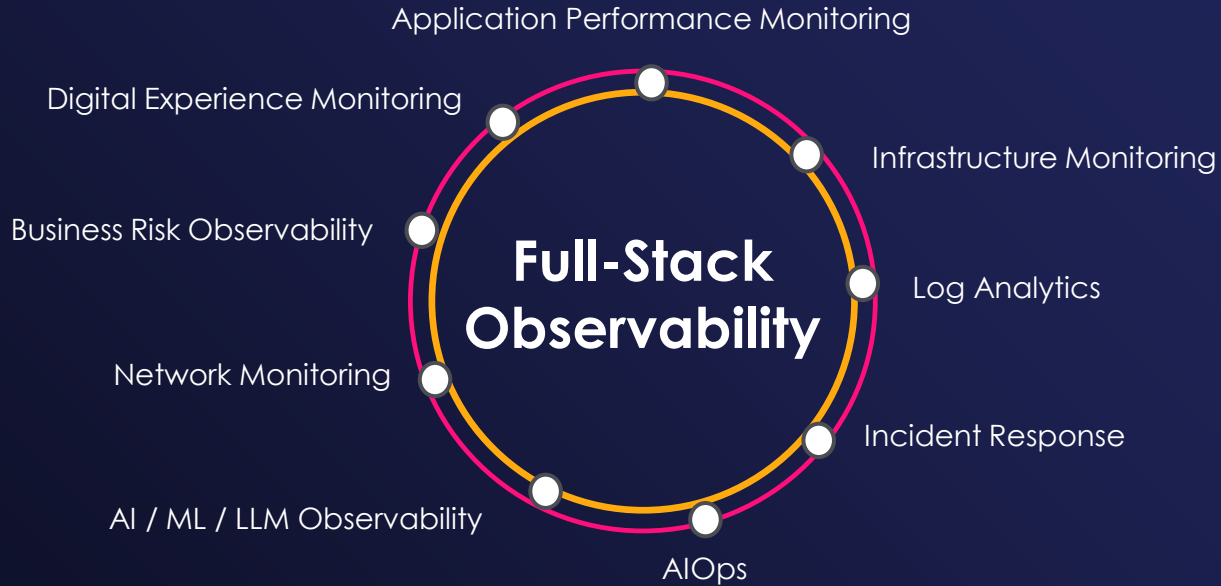 Application Performance Monitoring
Digital Experience Monitoring
Infrastructure Monitoring
Business Risk Observability
Full-Stack
Observability
Log Analytics
Network Monitoring
Incident Response
AI / ML / LLM Observability
AIOps